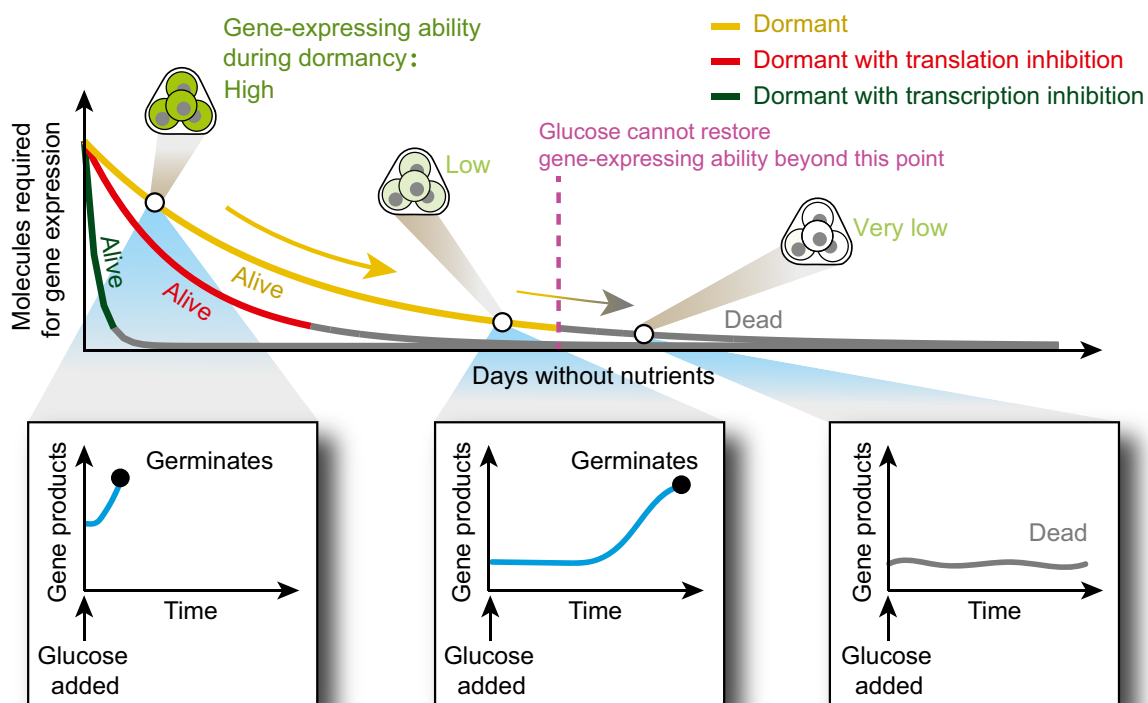 Gene-expressing ability
during dormancy:
High
Dormant
Dormant with translation inhibition
Dormant with transcription inhibition
Molecules required
for gene expression
Low
Glucose cannot restore
gene-expressing ability beyond this point
Very low
Alive
Alive
Alive
Dead
Days without nutrients
Gene products
Germinates
Time
Glucose
added
Gene products
Germinates
Time
Glucose
added
Gene products
Dead
Time
Glucose
added